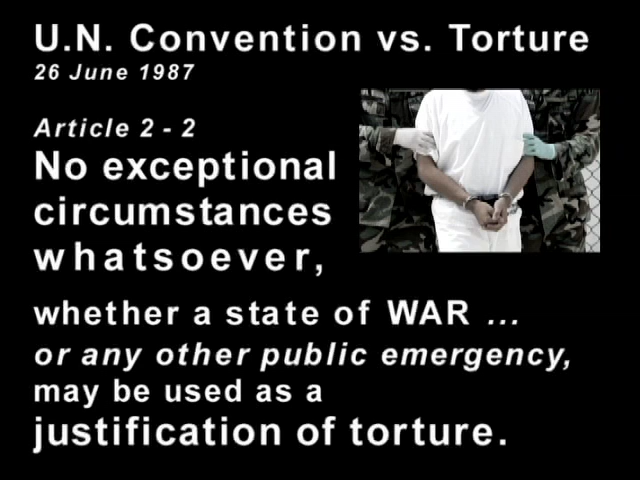 U.N. Convention vs. Torture
26 June 1987
Article 2 - 2
No exceptional
circumstances
whatsoever,
whether a state of WAR ...
or any other public emergency,
may be used as a
justification of torture.